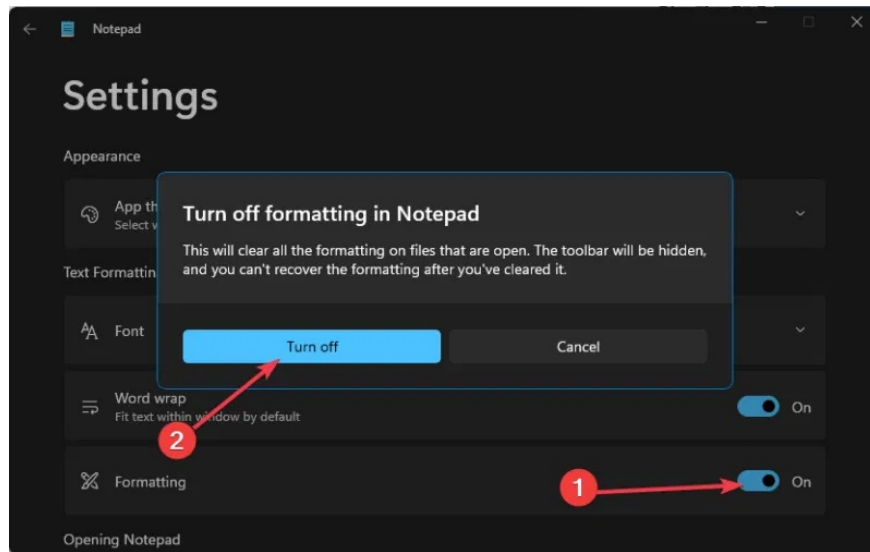 Notepad
Settings
Appearance
App th
Select w
Turn off formatting in Notepad
This will clear all the formatting on files that are open. The toolbar will be hidden,
and you can't recover the formatting after you've cleared it.
Text Formattin
Font
Turn off
Cancel
Word wrap
Fit text within window by default
On
2
Formatting
1
On
Opening Notepad